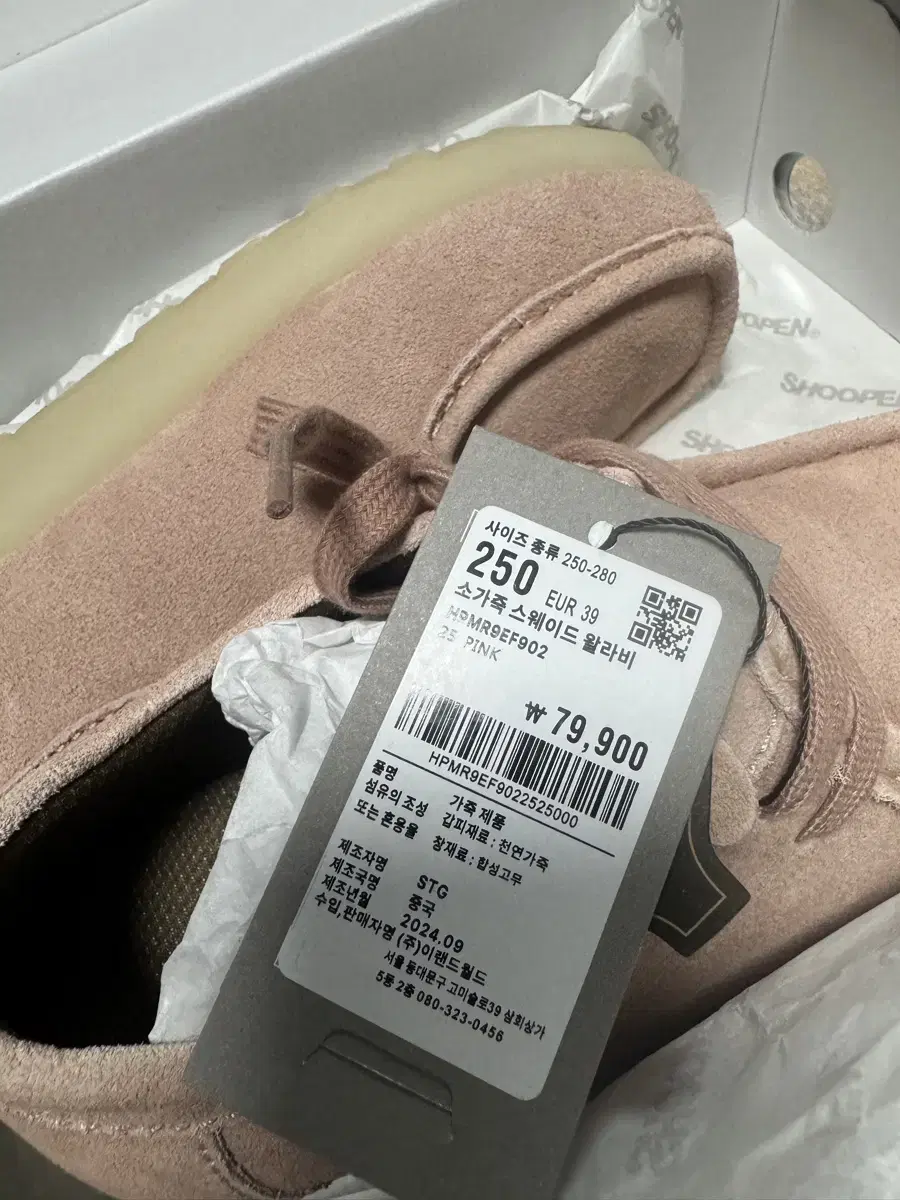 SHOOPEN
SHOOPEN
사이즈 종류 250-280
250 EUR 39
소가죽 스웨이드 왈라비
HPMR9EF902
25 PINK
₩ 79,900
HPMR9EF9022525000
품명 가죽 제품
섬유의 조성 갑피재료 : 천연가죽
또는 혼용율 창재료 : 합성고무
제조자명 STG
제조국명 중국
제조년월 2024.09
수입,판매자명 (주)이랜드월드
서울 동대문구 고미술로39 삼희상가
5동 2층 080-323-0456